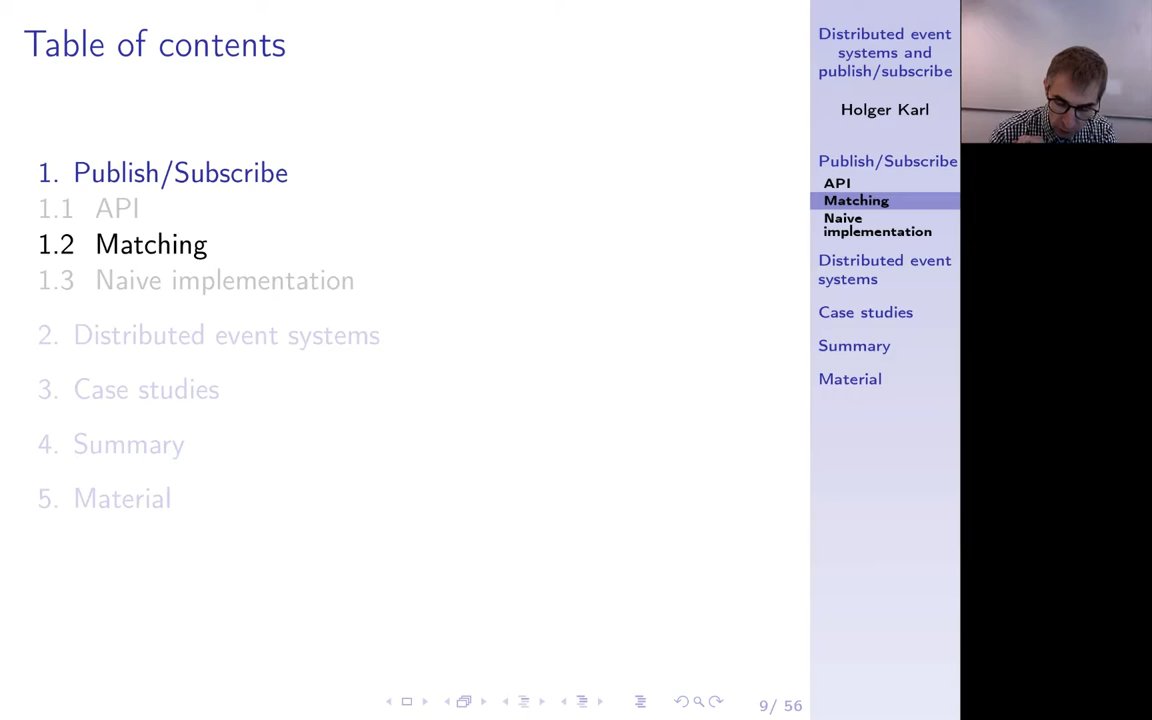 Table of contents
1. Publish/Subscribe
1.1 API
1.2 Matching
1.3 Naive implementation
2. Distributed event systems
3. Case studies
4. Summary
5. Material
9/ 56
Distributed event
systems and
publish/subscribe
Holger Karl
Publish/Subscribe
API
Matching
Naive
implementation
Distributed event
systems
Case studies
Summary
Material